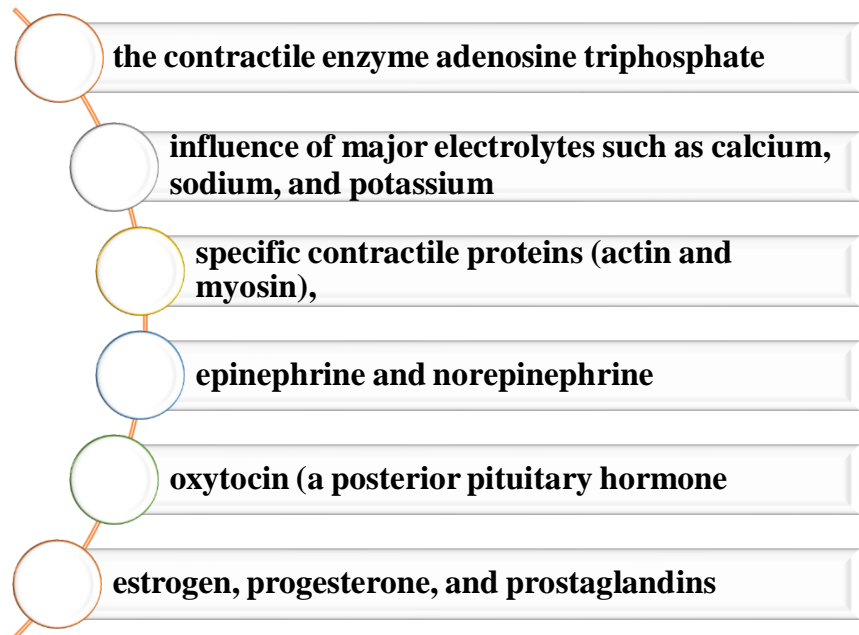 the contractile enzyme adenosine triphosphate
influence of major electrolytes such as calcium,
sodium, and potassium
specific contractile proteins (actin and
myosin),
epinephrine and norepinephrine
oxytocin (a posterior pituitary hormone
estrogen, progesterone, and prostaglandins